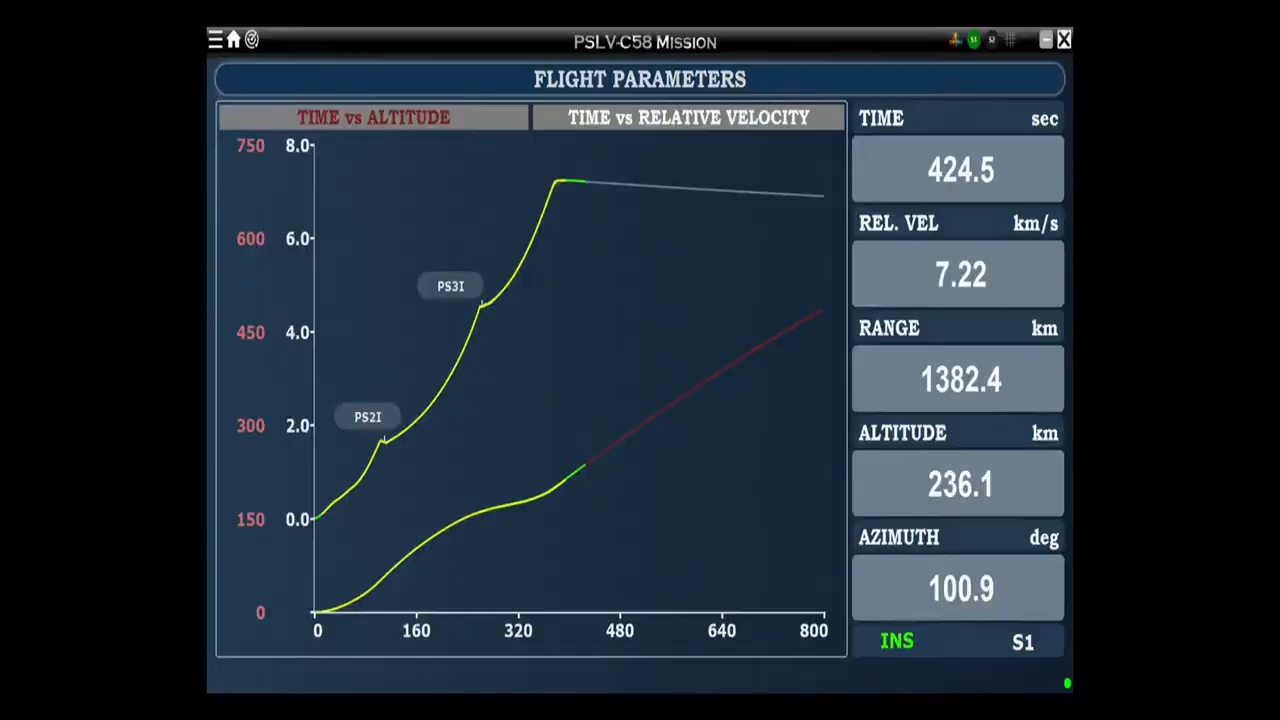 PSLV-C58 Mission
S1 S2
FLIGHT PARAMETERS
TIME vs ALTITUDE
TIME vs RELATIVE VELOCITY
750 8.0
600 6.0
450 4.0
300 2.0
150 0.0
0
PS3I
PS2I
0 160 320 480 640 800
TIME sec
424.5
REL. VEL km/s
7.22
RANGE km
1382.4
ALTITUDE km
236.1
AZIMUTH deg
100.9
INS S1